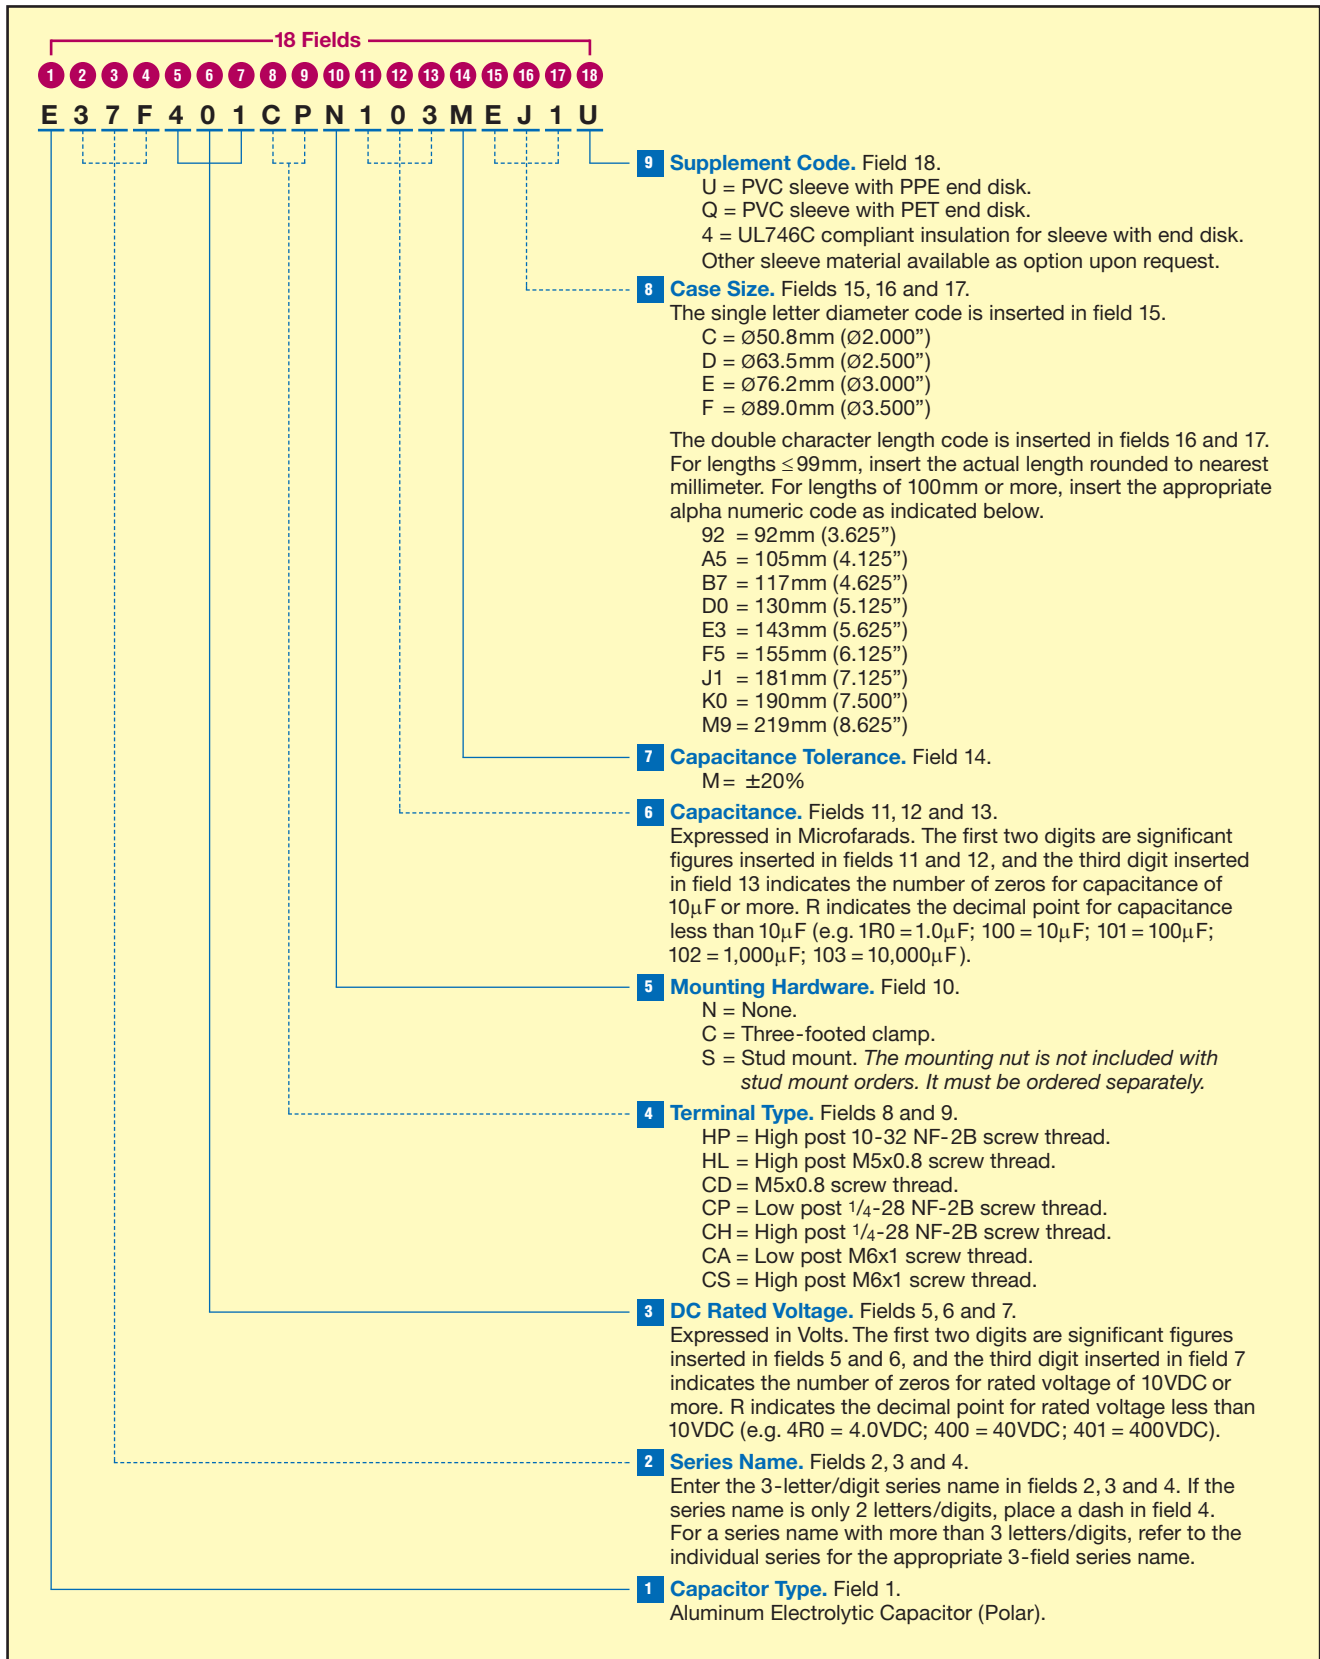 18 Fields
1 2 3 4 5 6 7 8 9 10 11 12 13 14 15 16 17 18
E 3 7 F 4 0 1 C P N 1 0 3 M E J 1 U
9 Supplement Code. Field 18.
U = PVC sleeve with PPE end disk.
Q = PVC sleeve with PET end disk.
4 = UL746C compliant insulation for sleeve with end disk.
Other sleeve material available as option upon request.
8 Case Size. Fields 15, 16 and 17.
The single letter diameter code is inserted in field 15.
C = Ø50.8mm (Ø2.000”)
D = Ø63.5mm (Ø2.500”)
E = Ø76.2mm (Ø3.000”)
F = Ø89.0mm (Ø3.500”)
The double character length code is inserted in fields 16 and 17.
For lengths ≤99mm, insert the actual length rounded to nearest
millimeter. For lengths of 100mm or more, insert the appropriate
alpha numeric code as indicated below.
92 = 92mm (3.625”)
A5 = 105mm (4.125”)
B7 = 117mm (4.625”)
D0 = 130mm (5.125”)
E3 = 143mm (5.625”)
F5 = 155mm (6.125”)
J1 = 181mm (7.125”)
K0 = 190mm (7.500”)
M9 = 219mm (8.625”)
7 Capacitance Tolerance. Field 14.
M= ±20%
6 Capacitance. Fields 11, 12 and 13.
Expressed in Microfarads. The first two digits are significant
figures inserted in fields 11 and 12, and the third digit inserted
in field 13 indicates the number of zeros for capacitance of
10µF or more. R indicates the decimal point for capacitance
less than 10µF (e.g. 1R0 = 1.0µF; 100 = 10µF; 101 = 100µF;
102 = 1,000µF; 103 = 10,000µF).
5 Mounting Hardware. Field 10.
N = None.
C = Three-footed clamp.
S = Stud mount. The mounting nut is not included with
stud mount orders. It must be ordered separately.
4 Terminal Type. Fields 8 and 9.
HP = High post 10-32 NF-2B screw thread.
HL = High post M5x0.8 screw thread.
CD = M5x0.8 screw thread.
CP = Low post 1/4-28 NF-2B screw thread.
CH = High post 1/4-28 NF-2B screw thread.
CA = Low post M6x1 screw thread.
CS = High post M6x1 screw thread.
3 DC Rated Voltage. Fields 5, 6 and 7.
Expressed in Volts. The first two digits are significant figures
inserted in fields 5 and 6, and the third digit inserted in field 7
indicates the number of zeros for rated voltage of 10VDC or
more. R indicates the decimal point for rated voltage less than
10VDC (e.g. 4R0 = 4.0VDC; 400 = 40VDC; 401 = 400VDC).
2 Series Name. Fields 2, 3 and 4.
Enter the 3-letter/digit series name in fields 2, 3 and 4. If the
series name is only 2 letters/digits, place a dash in field 4.
For a series name with more than 3 letters/digits, refer to the
individual series for the appropriate 3-field series name.
1 Capacitor Type. Field 1.
Aluminum Electrolytic Capacitor (Polar).